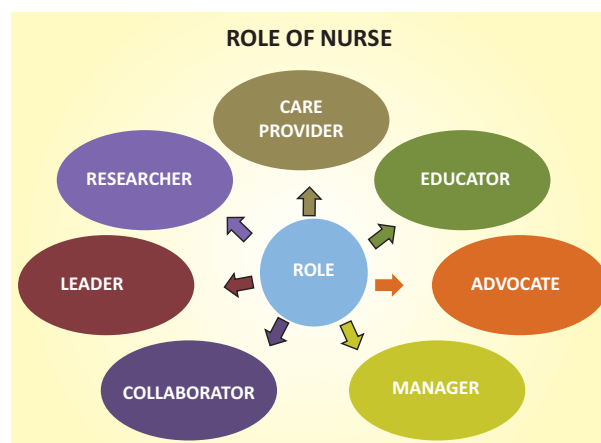 ROLE OF NURSE
CARE
PROVIDER
RESEARCHER
EDUCATOR
ROLE
LEADER
ADVOCATE
COLLABORATOR
MANAGER